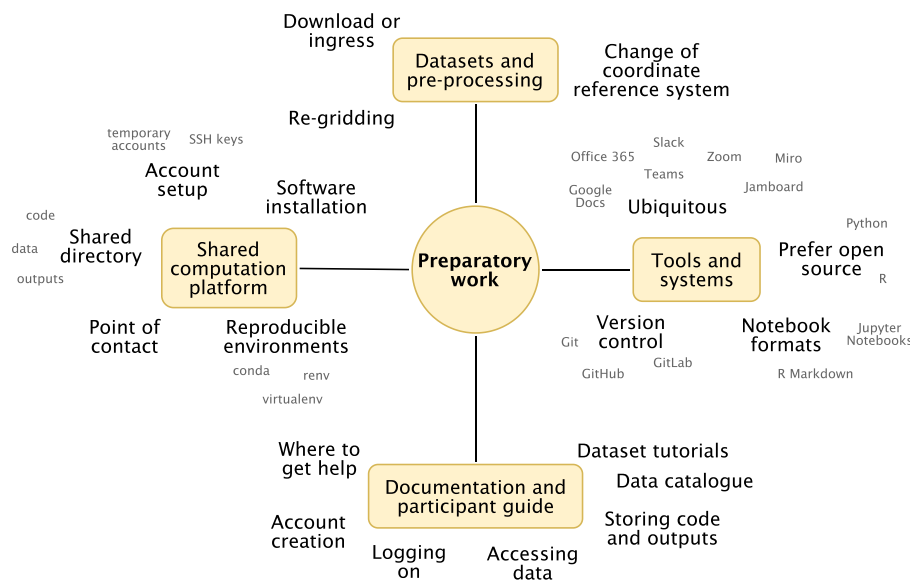 Download or
ingress
Datasets and
pre-processing
Change of
coordinate
reference system
Re-gridding
temporary
accounts
SSH keys
Account
setup
Software
installation
code
data
outputs
Shared
directory
Shared
computation
platform
Point of
contact
Reproducible
environments
conda
renv
virtualenv
Preparatory
work
Slack
Office 365
Zoom
Miro
Teams
Jamboard
Google
Docs
Ubiquitous
Python
Tools and
systems
Prefer open
source
R
Version
control
Git
GitHub
GitLab
Notebook
formats
Jupyter
Notebooks
R Markdown
Where to
get help
Documentation and
participant guide
Dataset tutorials
Data catalogue
Storing code
and outputs
Account
creation
Logging
on
Accessing
data